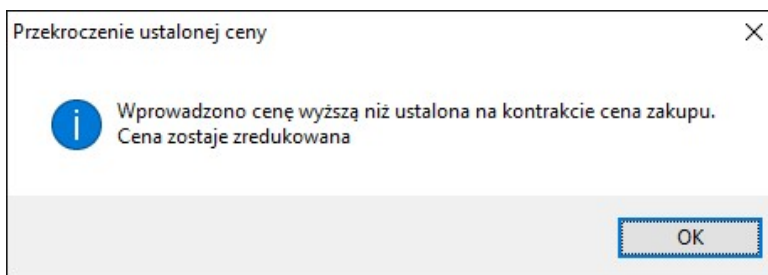 Przekroczenie ustalonej ceny
Wprowadzono cenę wyższą niż ustalona na kontrakcie cena zakupu.
Cena zostaje zredukowana
OK